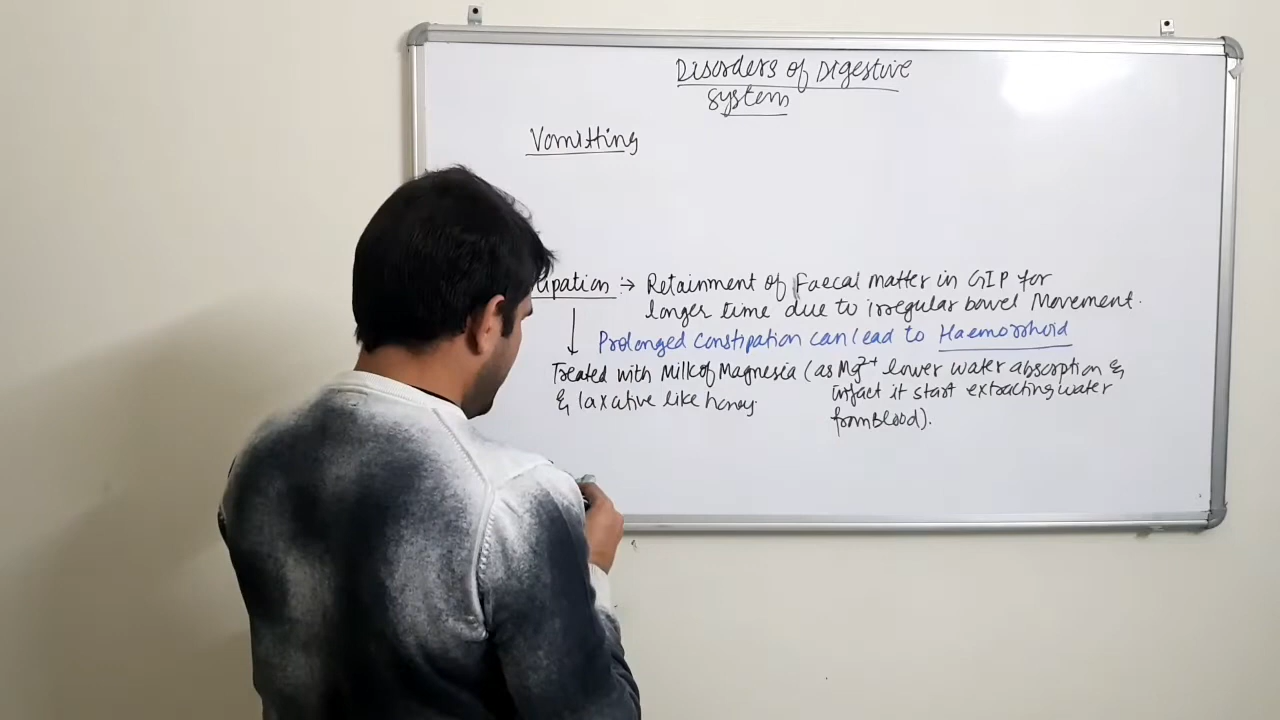 Disorders of Digestive
System
Vomitting
ipation :→ Retainment of Faecal matter in GIP for
longer time due to irregular bowel Movement.
Prolonged Constipation can lead to Haemorrhoid
Treated with Milk of Magnesia (as Mg2+ lower water absorption &
& laxative like honey. infact it start extracting water
from Blood).